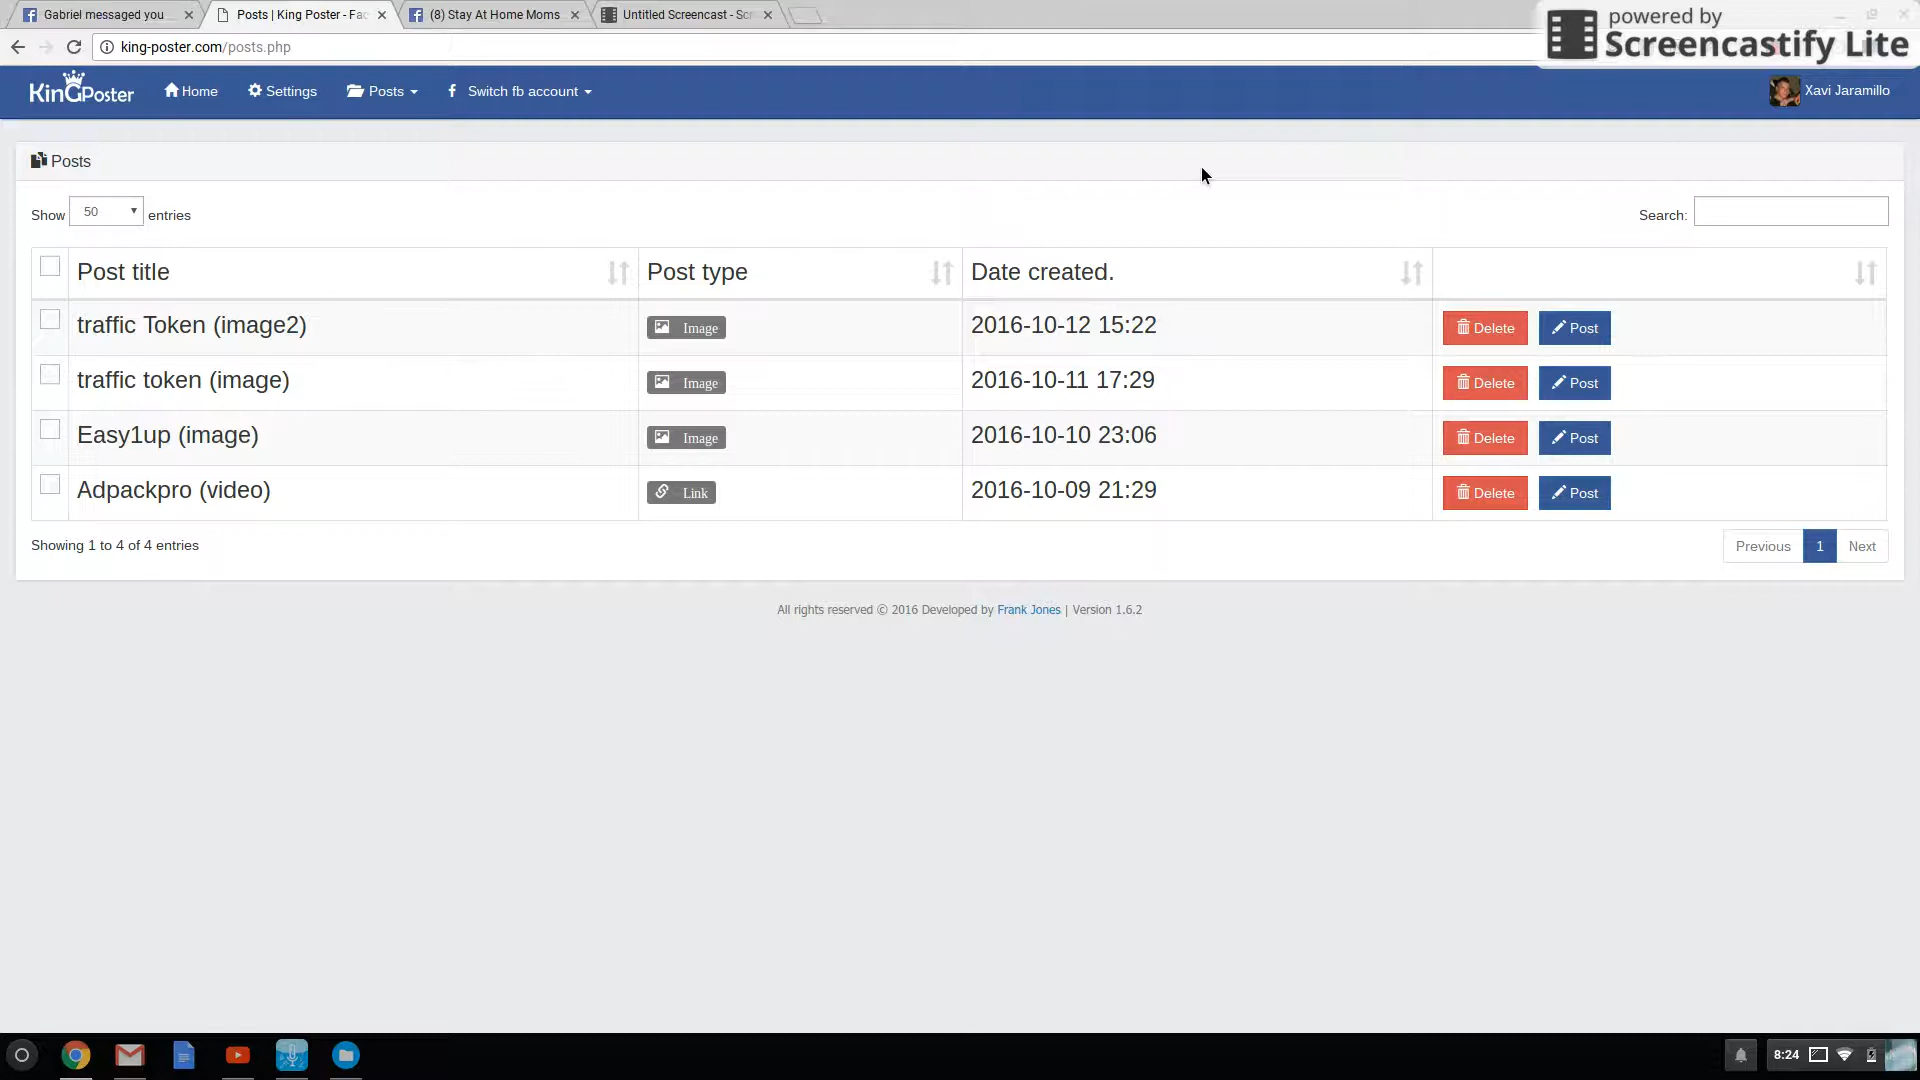 Gabriel messaged you
Posts | King Poster - Fac
(8) Stay At Home Moms
Untitled Screencast - Scr
powered by
Screencastify Lite
king-poster.com/posts.php
KinGPoster
Home
Settings
Posts
Switch fb account
Xavi Jaramillo
Posts
Show 50 entries
Search:
Post title
Post type
Date created.
traffic Token (image2)
Image
2016-10-12 15:22
Delete
Post
traffic token (image)
Image
2016-10-11 17:29
Delete
Post
Easy1up (image)
Image
2016-10-10 23:06
Delete
Post
Adpackpro (video)
Link
2016-10-09 21:29
Delete
Post
Showing 1 to 4 of 4 entries
Previous
1
Next
All rights reserved © 2016 Developed by Frank Jones | Version 1.6.2
8:24